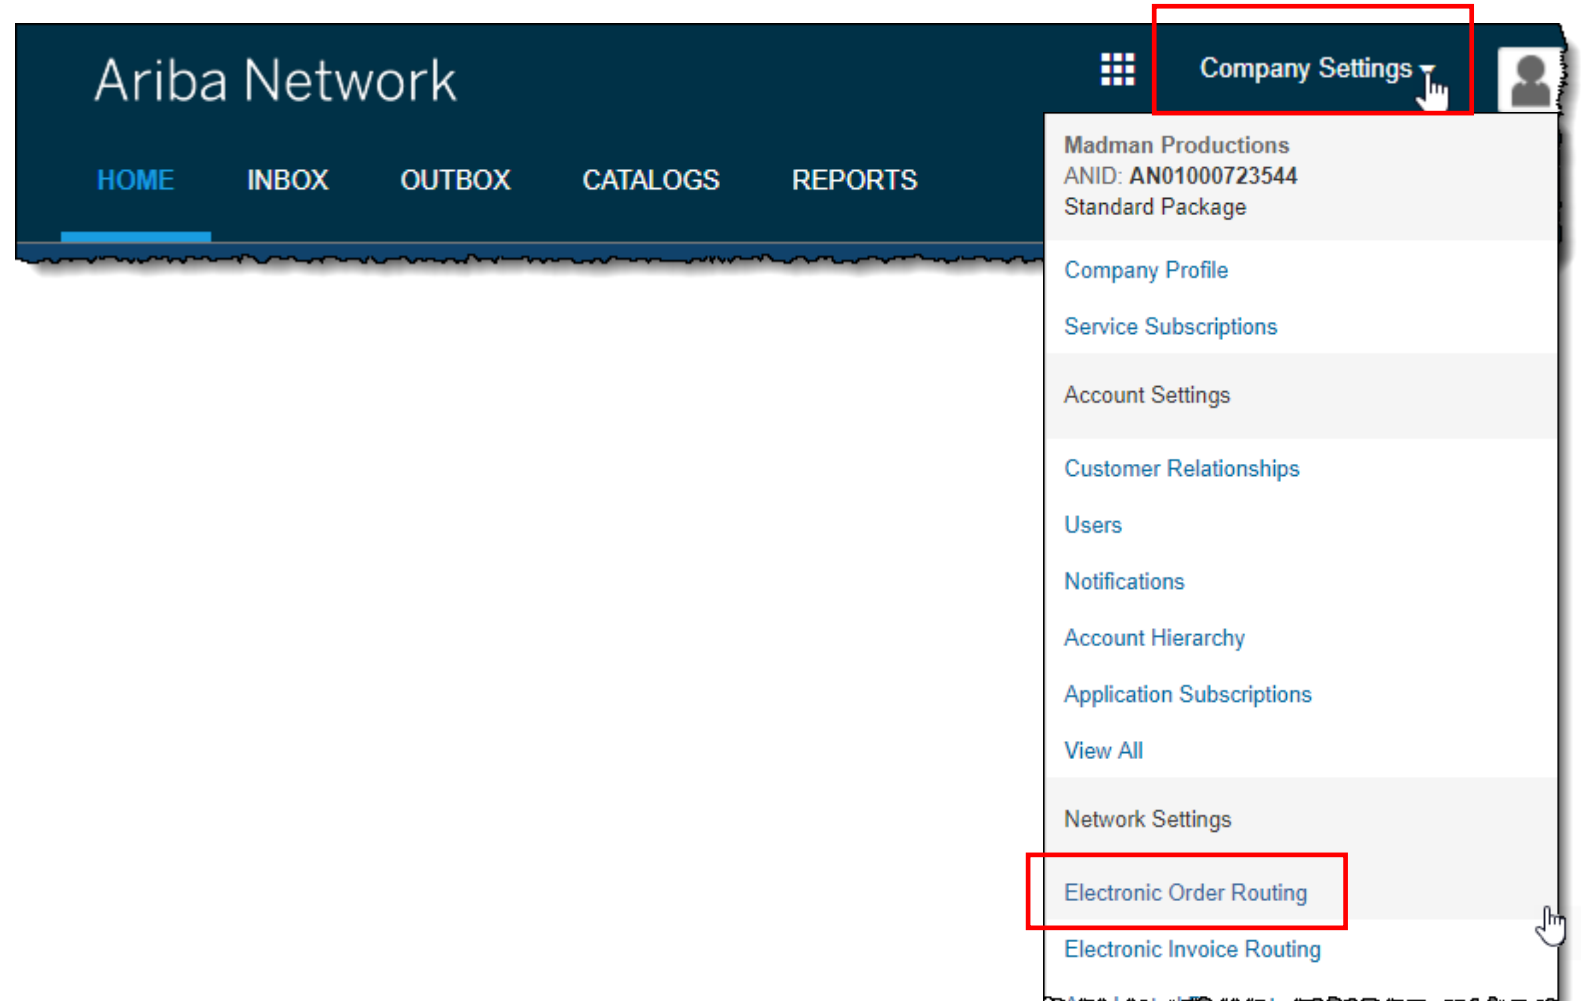 Ariba Network
Company Settings
HOME INBOX OUTBOX CATALOGS REPORTS
Madman Productions
ANID: AN01000723544
Standard Package
Company Profile
Service Subscriptions
Account Settings
Customer Relationships
Users
Notifications
Account Hierarchy
Application Subscriptions
View All
Network Settings
Electronic Order Routing
Electronic Invoice Routing